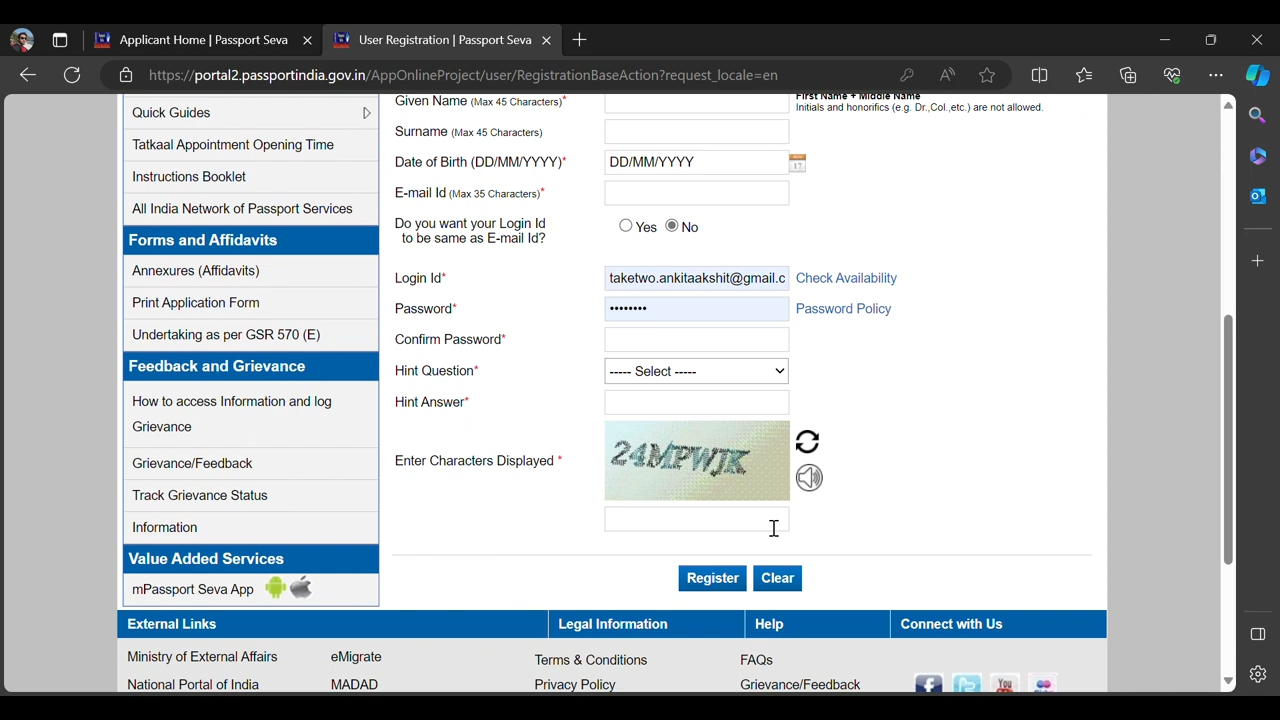 Applicant Home | Passport Seva
User Registration | Passport Seva
https://portal2.passportindia.gov.in/AppOnlineProject/user/RegistrationBaseAction?request_locale=en
Quick Guides
Tatkaal Appointment Opening Time
Instructions Booklet
All India Network of Passport Services
Forms and Affidavits
Annexures (Affidavits)
Print Application Form
Undertaking as per GSR 570 (E)
Feedback and Grievance
How to access Information and log
Grievance
Grievance/Feedback
Track Grievance Status
Information
Value Added Services
mPassport Seva App
Given Name (Max 45 Characters)*
First Name + Middle Name
Initials and honorifics (e.g. Dr.,Col.,etc.) are not allowed.
Surname (Max 45 Characters)
Date of Birth (DD/MM/YYYY)* DD/MM/YYYY
17
E-mail Id (Max 35 Characters)*
Do you want your Login Id
to be same as E-mail Id?
Yes No
Login Id* taketwo.ankitaakshit@gmail.c Check Availability
Password* •••••••• Password Policy
Confirm Password*
Hint Question* ----- Select -----
Hint Answer*
Enter Characters Displayed * 24MPWJK
Register Clear
External Links Legal Information Help Connect with Us
Ministry of External Affairs eMigrate Terms & Conditions FAQs
National Portal of India MADAD Privacy Policy Grievance/Feedback
You